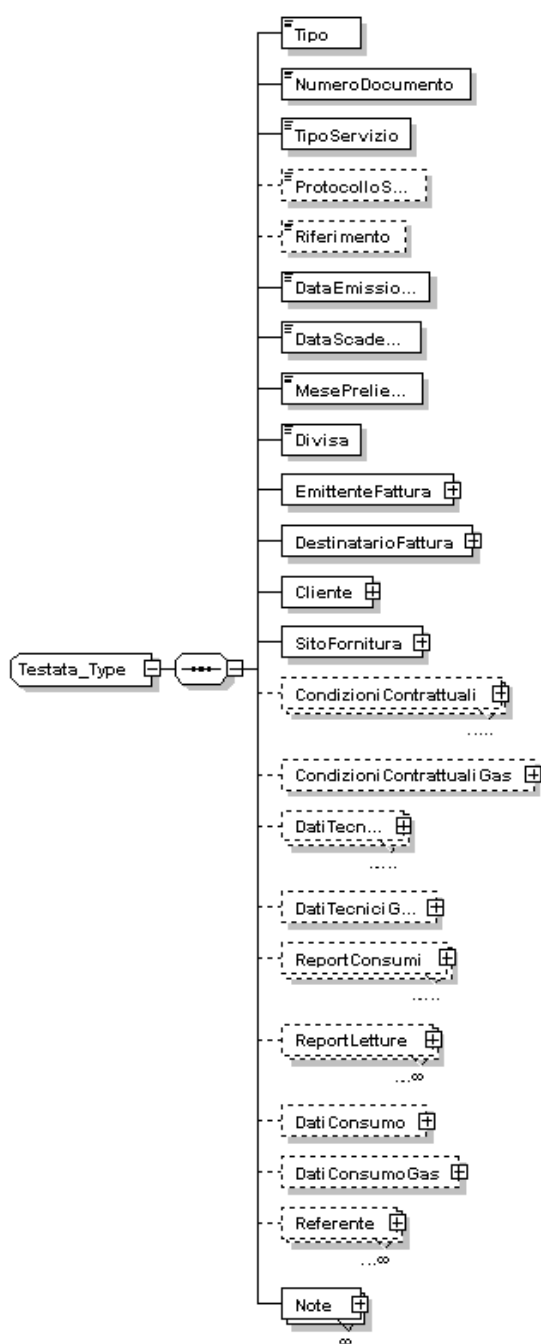 Tipo
NumeroDocumento
TipoServizio
ProtocolloS...
Riferimento
DataEmissio...
DataScade...
MesePrelie...
Divisa
EmittenteFattura
DestinatarioFattura
Cliente
SitoFornitura
Testata_Type
CondizioniContrattuali
.....
CondizioniContrattualiGas
DatiTecn...
.....
DatiTecniciG...
ReportConsumi
.....
ReportLetture
...∞
DatiConsumo
DatiConsumoGas
Referente
...∞
Note
∞